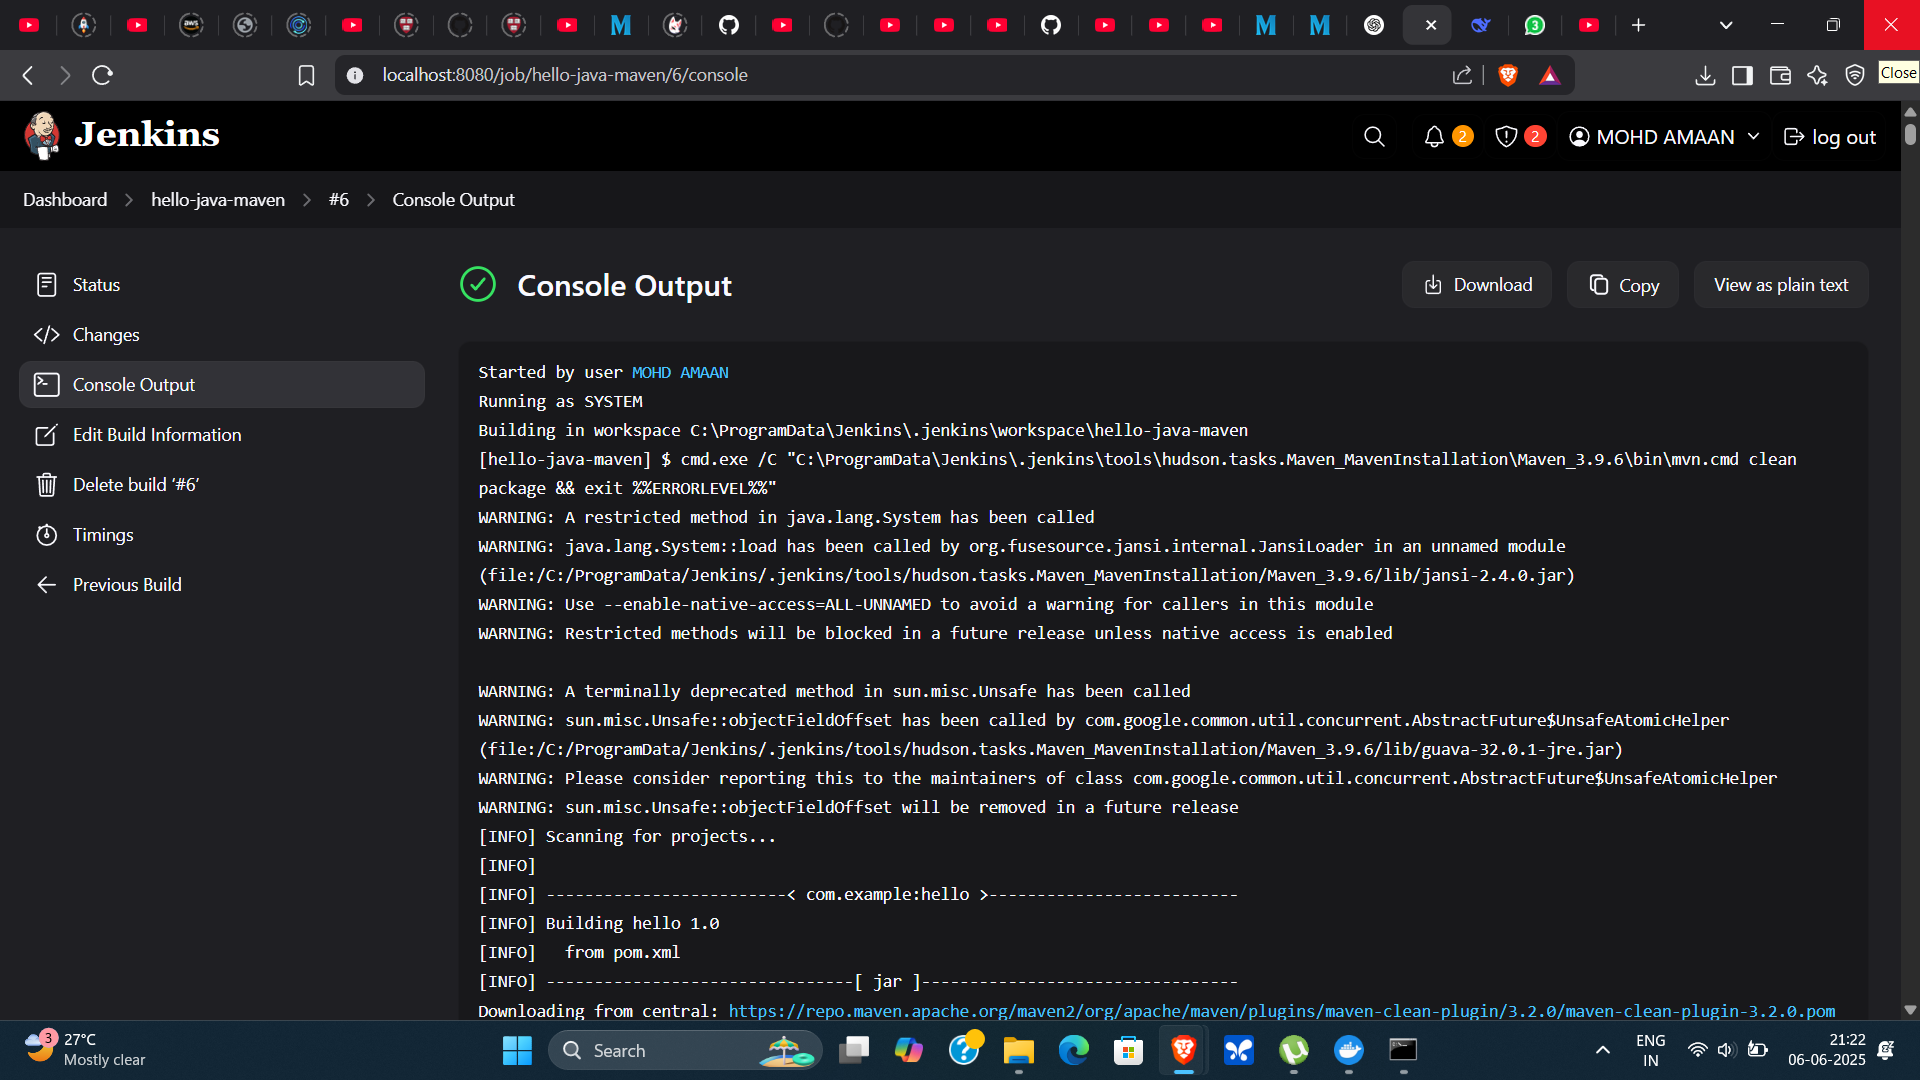 localhost:8080/job/hello-java-maven/6/console
Close
Jenkins
2
2
MOHD AMAAN
log out
Dashboard
hello-java-maven
#6
Console Output
Status
Changes
Console Output
Edit Build Information
Delete build ‘#6’
Timings
Previous Build
Console Output
Download
Copy
View as plain text
Started by user MOHD AMAAN
Running as SYSTEM
Building in workspace C:\ProgramData\Jenkins\.jenkins\workspace\hello-java-maven
[hello-java-maven] $ cmd.exe /C "C:\ProgramData\Jenkins\.jenkins\tools\hudson.tasks.Maven_MavenInstallation\Maven_3.9.6\bin\mvn.cmd clean
package && exit %%ERRORLEVEL%%"
WARNING: A restricted method in java.lang.System has been called
WARNING: java.lang.System::load has been called by org.fusesource.jansi.internal.JansiLoader in an unnamed module
(file:/C:/ProgramData/Jenkins/.jenkins/tools/hudson.tasks.Maven_MavenInstallation/Maven_3.9.6/lib/jansi-2.4.0.jar)
WARNING: Use --enable-native-access=ALL-UNNAMED to avoid a warning for callers in this module
WARNING: Restricted methods will be blocked in a future release unless native access is enabled
WARNING: A terminally deprecated method in sun.misc.Unsafe has been called
WARNING: sun.misc.Unsafe::objectFieldOffset has been called by com.google.common.util.concurrent.AbstractFuture$UnsafeAtomicHelper
(file:/C:/ProgramData/Jenkins/.jenkins/tools/hudson.tasks.Maven_MavenInstallation/Maven_3.9.6/lib/guava-32.0.1-jre.jar)
WARNING: Please consider reporting this to the maintainers of class com.google.common.util.concurrent.AbstractFuture$UnsafeAtomicHelper
WARNING: sun.misc.Unsafe::objectFieldOffset will be removed in a future release
[INFO] Scanning for projects...
[INFO]
[INFO] -------------------------< com.example:hello >--------------------------
[INFO] Building hello 1.0
[INFO]   from pom.xml
[INFO] --------------------------------[ jar ]---------------------------------
Downloading from central: https://repo.maven.apache.org/maven2/org/apache/maven/plugins/maven-clean-plugin/3.2.0/maven-clean-plugin-3.2.0.pom
3
27°C
Mostly clear
Search
ENG
IN
21:22
06-06-2025